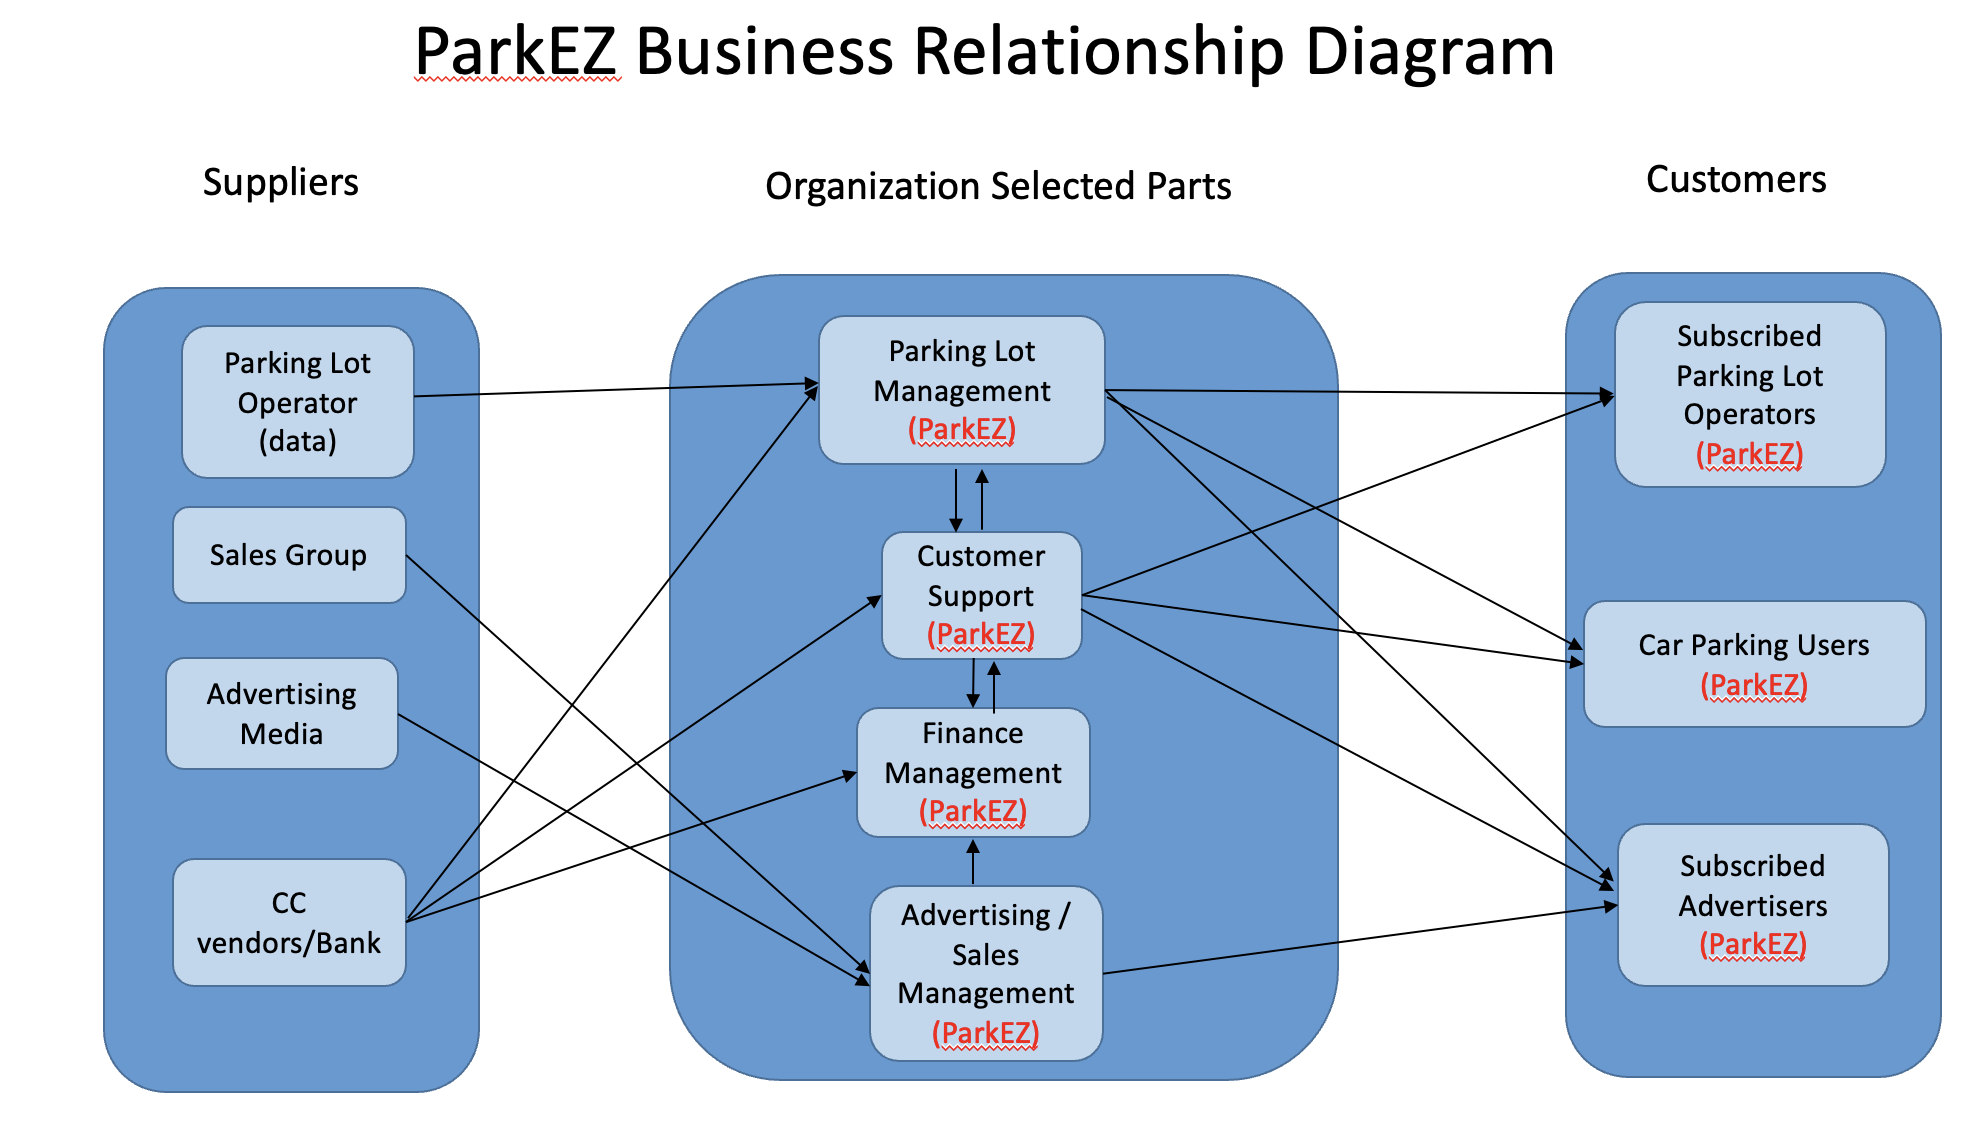 ParkEZ Business Relationship Diagram
Suppliers
Organization Selected Parts
Customers
Parking Lot
Operator
(data)
Sales Group
Advertising
Media
CC
vendors/Bank
Parking Lot
Management
(ParkEZ)
Customer
Support
(ParkEZ)
Finance
Management
(ParkEZ)
Advertising /
Sales
Management
(ParkEZ)
Subscribed
Parking Lot
Operators
(ParkEZ)
Car Parking Users
(ParkEZ)
Subscribed
Advertisers
(ParkEZ)